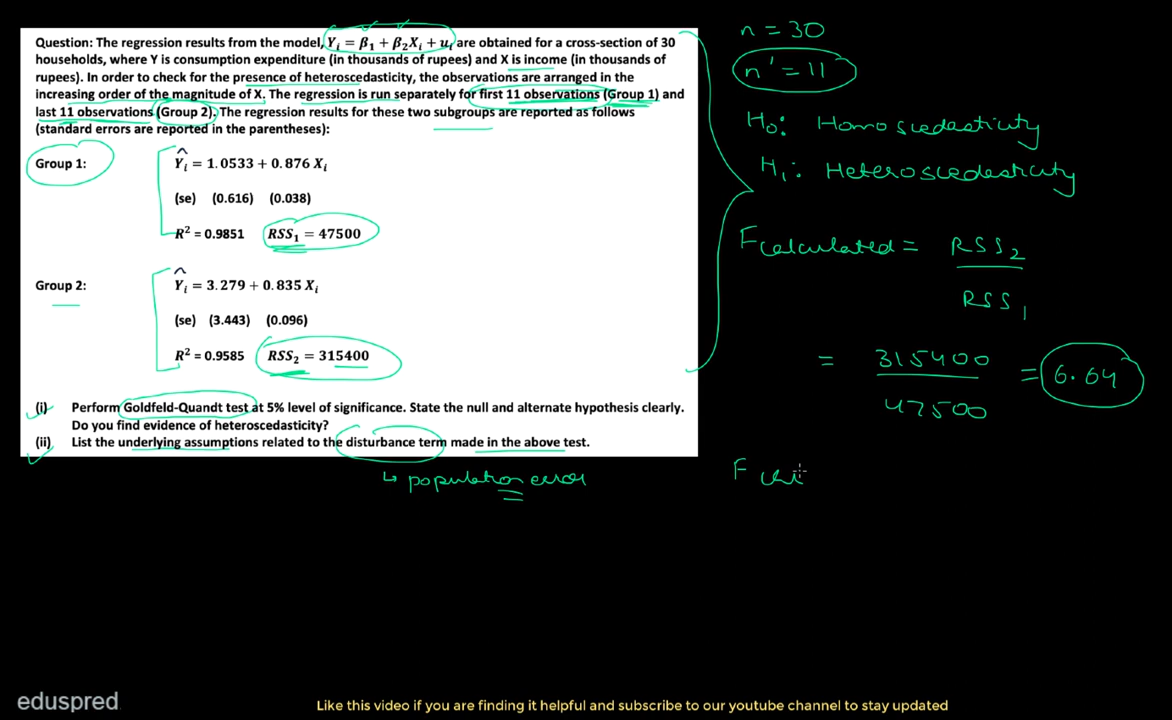 Question: The regression results from the model, Yᵢ = β₁ + β₂Xᵢ + uᵢ are obtained for a cross-section of 30
households, where Y is consumption expenditure (in thousands of rupees) and X is income (in thousands of
rupees). In order to check for the presence of heteroscedasticity, the observations are arranged in the
increasing order of the magnitude of X. The regression is run separately for first 11 observations (Group 1) and
last 11 observations (Group 2). The regression results for these two subgroups are reported as follows
(standard errors are reported in the parentheses):
Group 1: Ŷᵢ = 1.0533 + 0.876 Xᵢ
(se) (0.616) (0.038)
R² = 0.9851 RSS₁ = 47500
Group 2: Ŷᵢ = 3.279 + 0.835 Xᵢ
(se) (3.443) (0.096)
R² = 0.9585 RSS₂ = 315400
(i) Perform Goldfeld-Quandt test at 5% level of significance. State the null and alternate hypothesis clearly.
Do you find evidence of heteroscedasticity?
(ii) List the underlying assumptions related to the disturbance term made in the above test.
↳ population error
n = 30
n' = 11
H₀: Homoscedasticity
H₁: Heteroscedasticity
F calculated = RSS₂
RSS₁
= 315400
47500
= 6.64
F crit
eduspred
Like this video if you are finding it helpful and subscribe to our youtube channel to stay updated